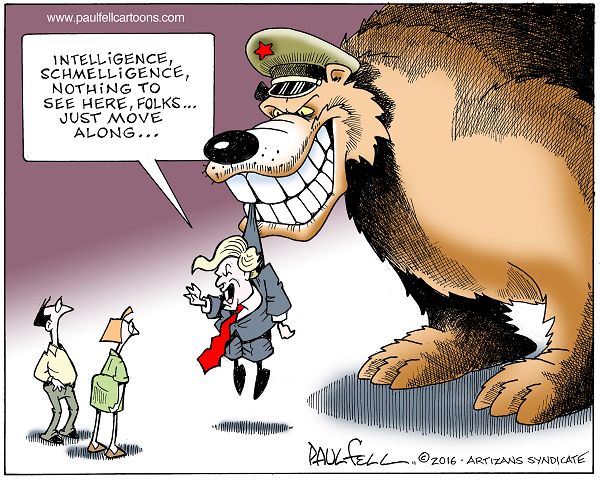 www.paulfellcartoons.com
INTELLIGENCE,
SCHMELLIGENCE,
NOTHING TO
SEE HERE, FOLKS...
JUST MOVE
ALONG...
PAUL FELL ©2016 · ARTIZANS SYNDICATE